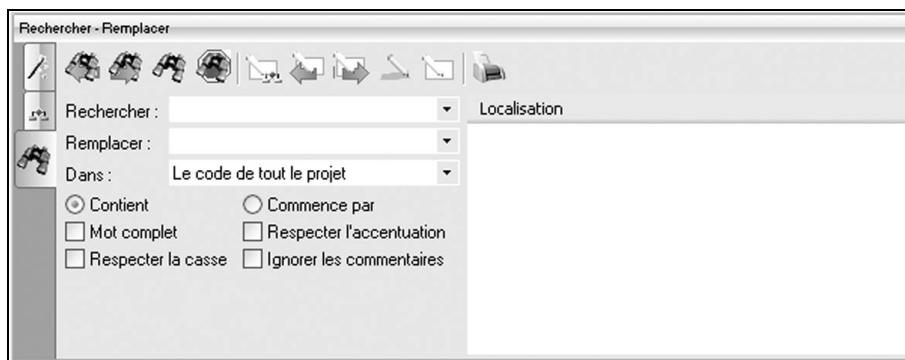 Rechercher - Remplacer
Rechercher :
Localisation
Remplacer :
Dans : Le code de tout le projet
Contient Commence par
Mot complet Respecter l'accentuation
Respecter la casse Ignorer les commentaires